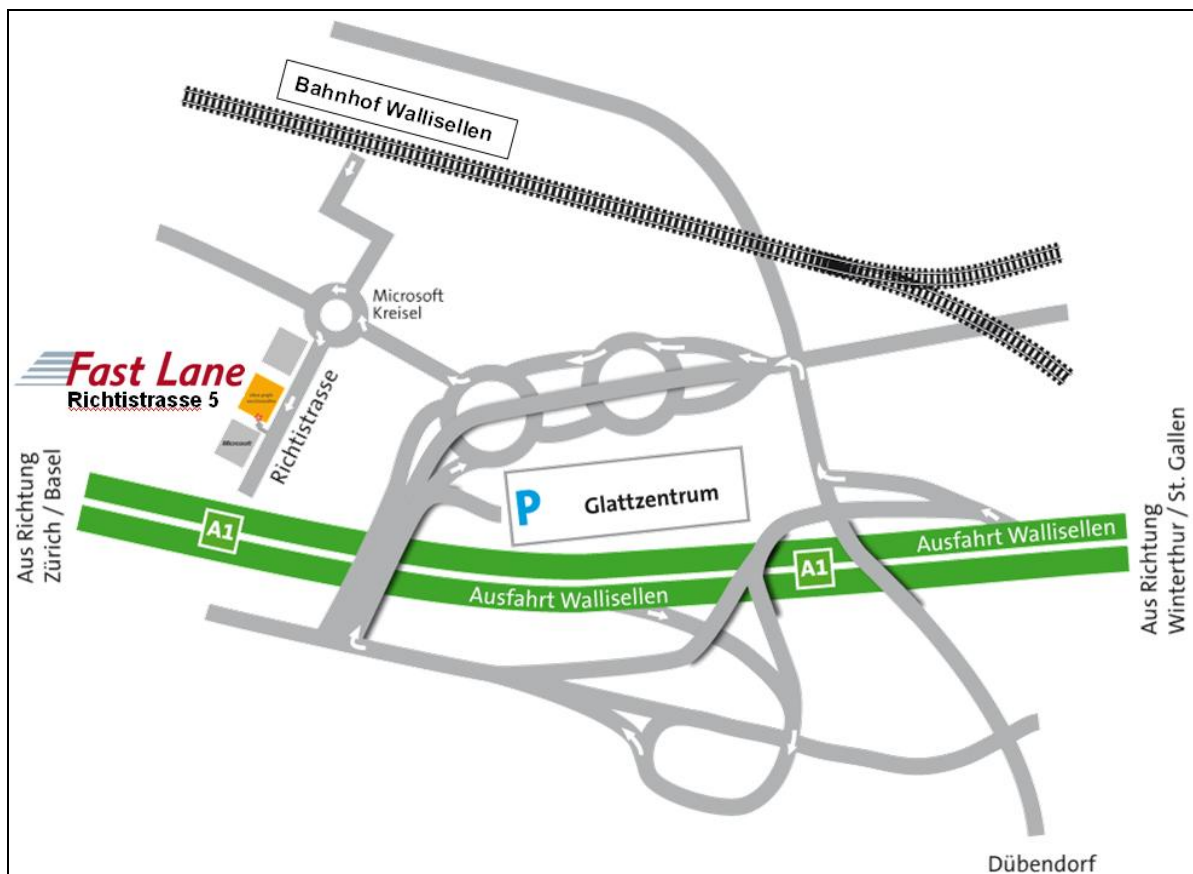 Bahnhof Wallisellen
Microsoft
Kreisel
Fast Lane
Richtistrasse 5
Microsoft
Richtistrasse
Aus Richtung
Zürich / Basel
A1
P
Glattzentrum
Ausfahrt Wallisellen
A1
Ausfahrt Wallisellen
Aus Richtung
Winterthur / St. Gallen
Dübendorf